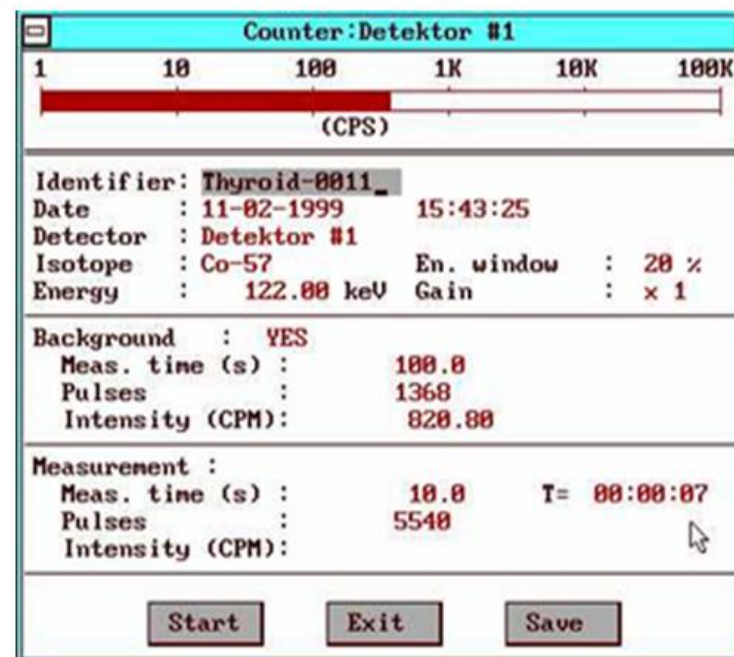 Counter:Detektor #1
1 10 100 1K 10K 100K
(CPS)
Identifier: Thyroid-0011_
Date : 11-02-1999 15:43:25
Detector : Detektor #1
Isotope : Co-57 En. window : 20 %
Energy : 122.00 keV Gain : x 1
Background : YES
Meas. time (s) : 100.0
Pulses : 1368
Intensity (CPM): 820.80
Measurement :
Meas. time (s) : 10.0 T= 00:00:07
Pulses : 5540
Intensity (CPM):
Start Exit Save